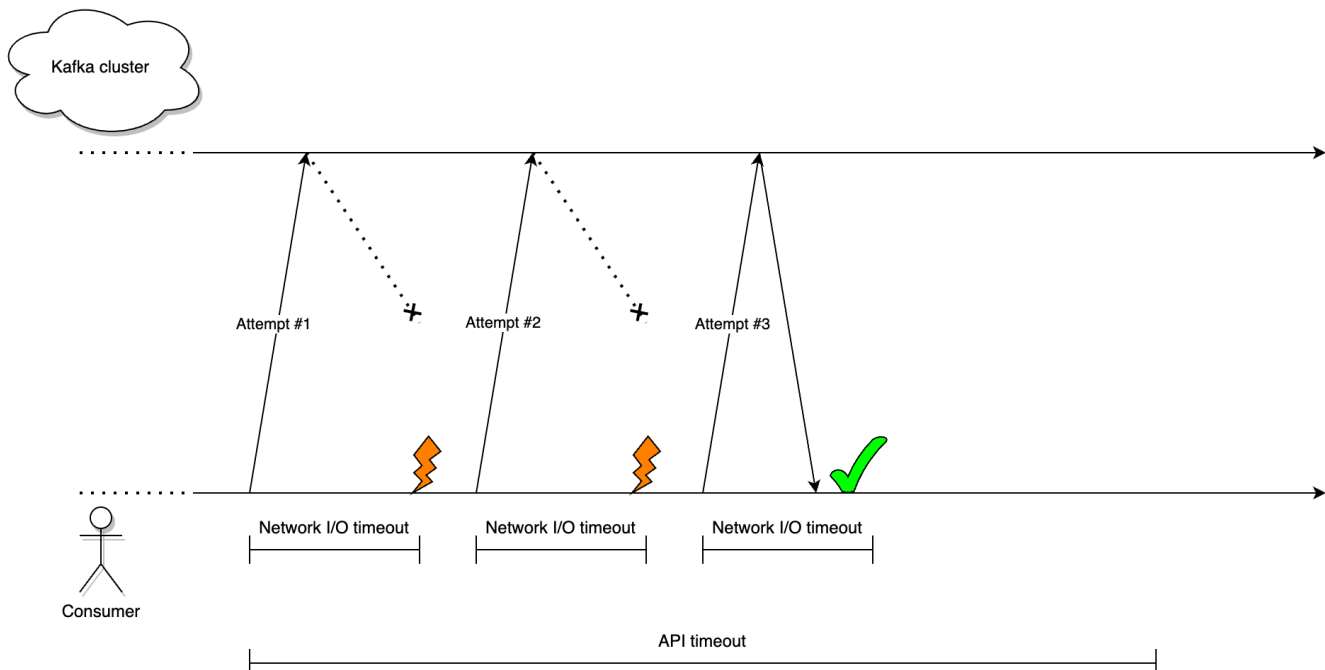 Kafka cluster
Attempt #1
Attempt #2
Attempt #3
Network I/O timeout
Network I/O timeout
Network I/O timeout
Consumer
API timeout